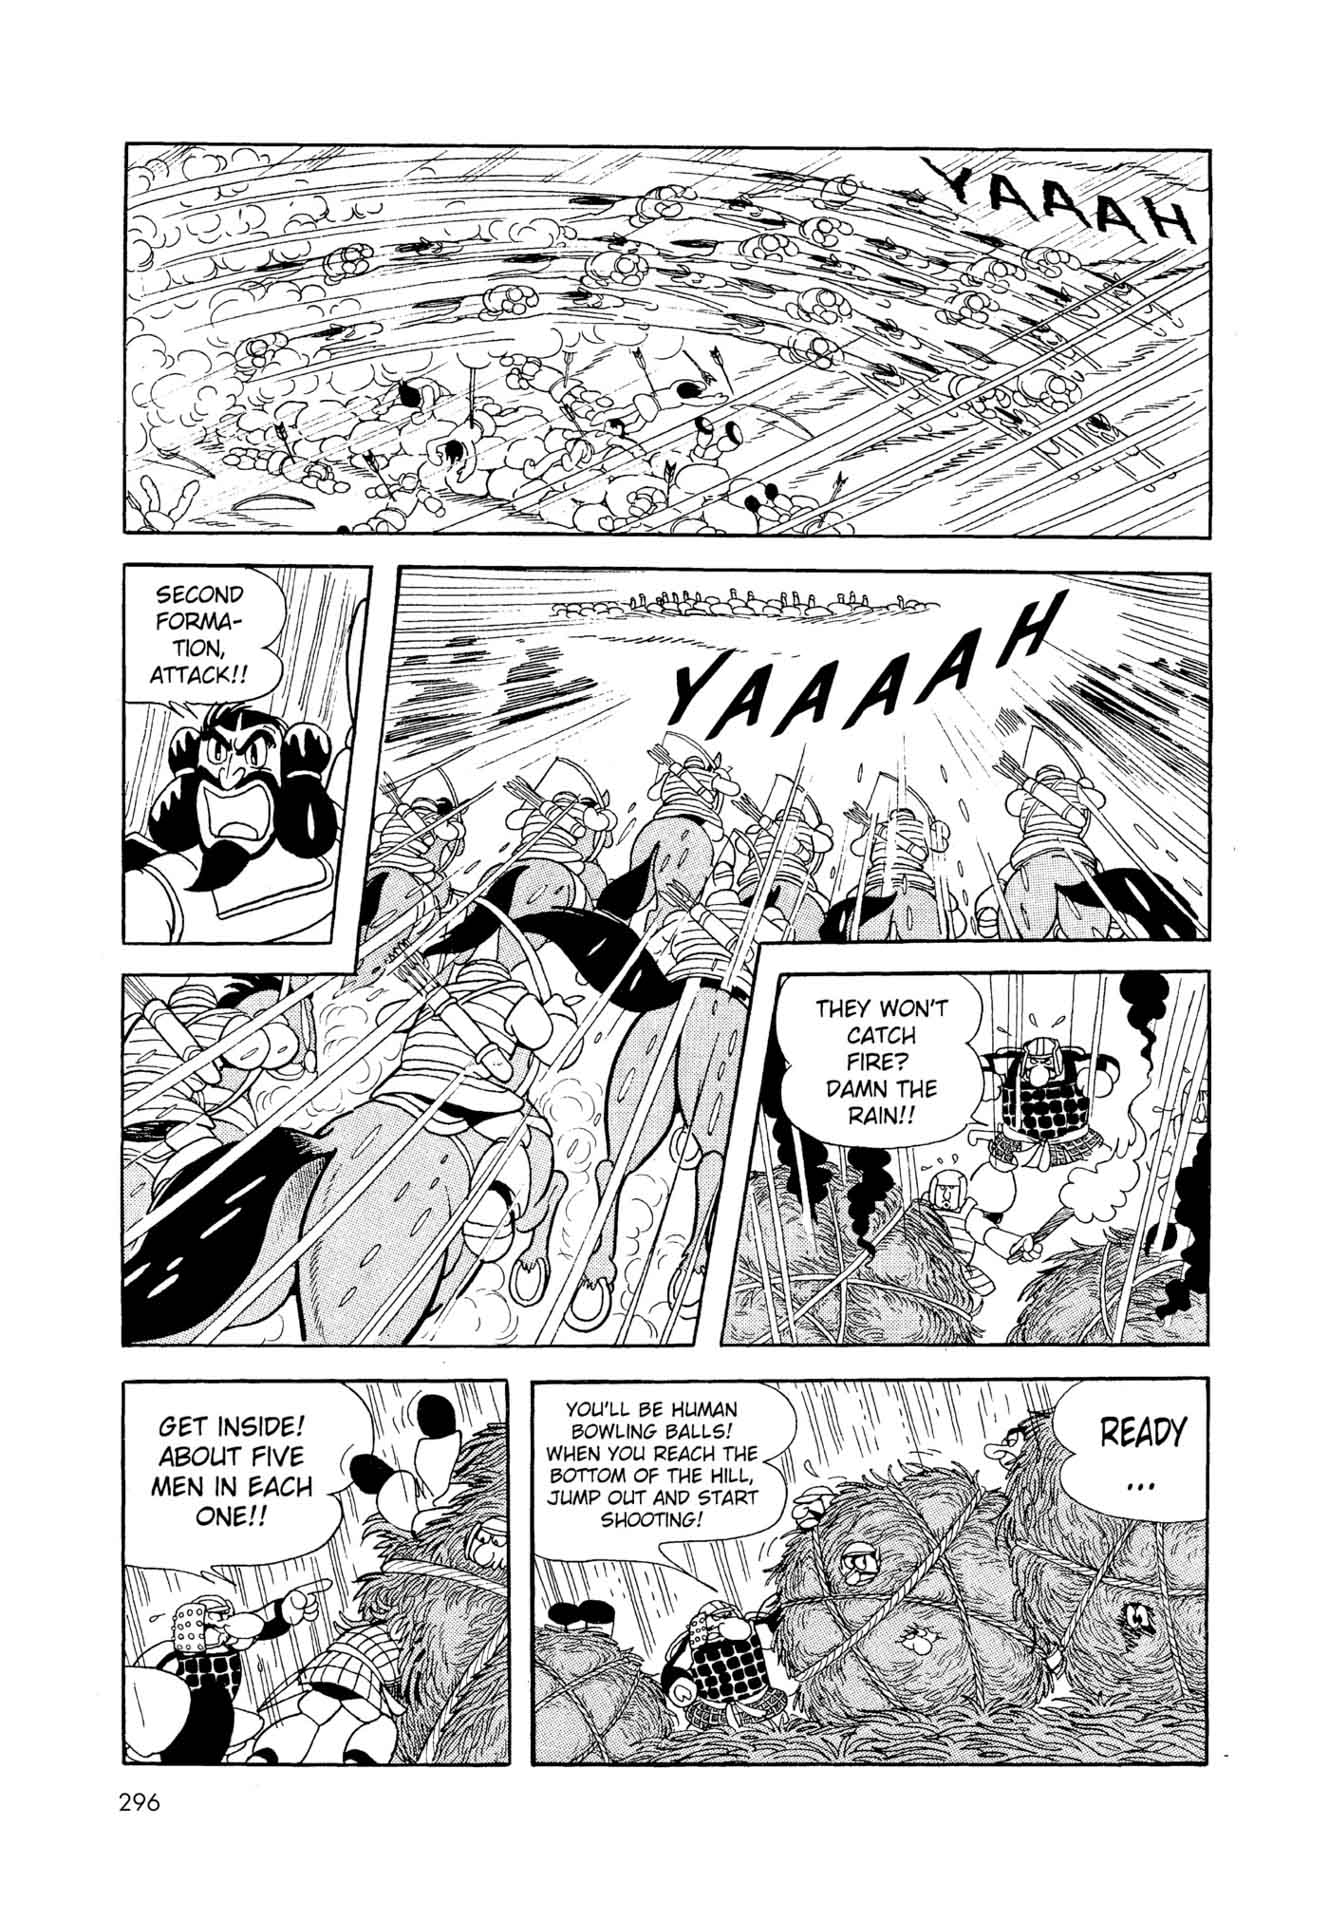 YAAAH
SECOND
FORMA-
TION,
ATTACK!!
YAAAAH
THEY WON'T
CATCH
FIRE?
DAMN THE
RAIN!!
GET INSIDE!
ABOUT FIVE
MEN IN EACH
ONE!!
YOU'LL BE HUMAN
BOWLING BALLS!
WHEN YOU REACH THE
BOTTOM OF THE HILL,
JUMP OUT AND START
SHOOTING!
READY
...
296